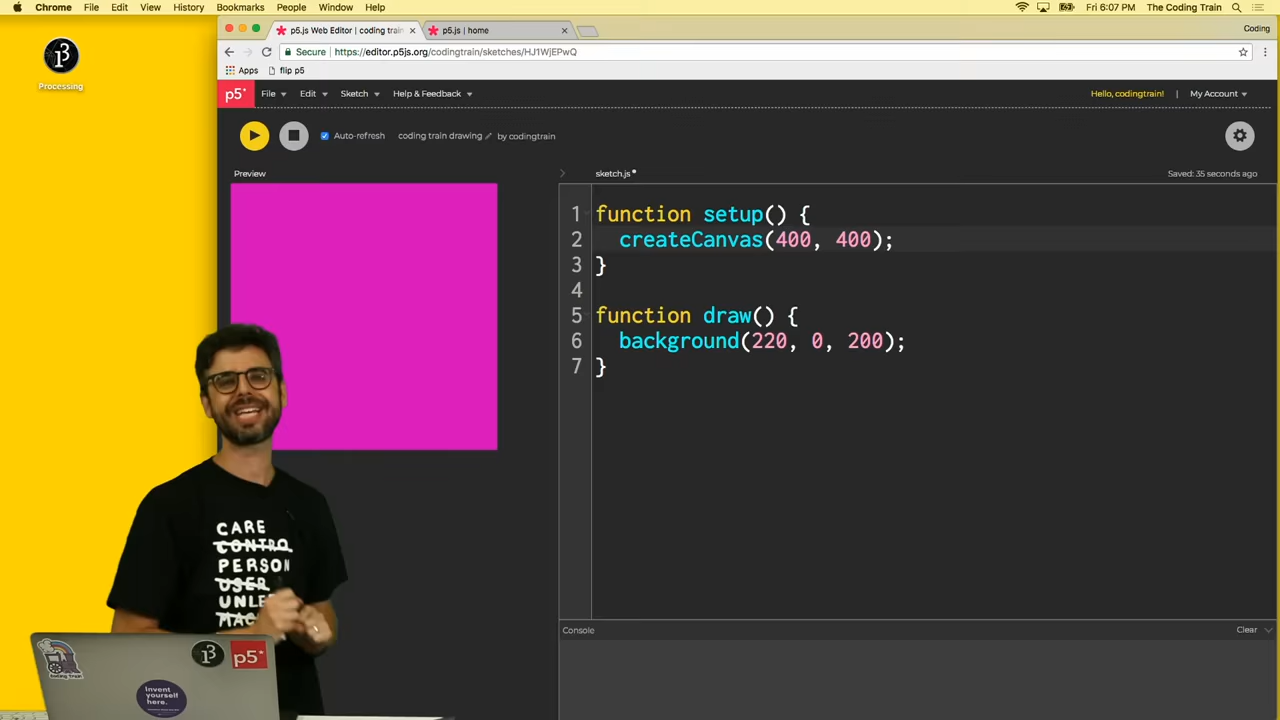 Chrome File Edit View History Bookmarks People Window Help Fri 6:07 PM The Coding Train
p5.js Web Editor | coding train p5.js | home Coding
Secure https://editor.p5js.org/codingtrain/sketches/HJ1WjEPwQ
Apps flip p5
Processing
p5* File Edit Sketch Help & Feedback Hello, codingtrain! | My Account
Auto-refresh coding train drawing by codingtrain
Preview
sketch.js Saved: 35 seconds ago
1 function setup() {
2 createCanvas(400, 400);
3 }
4
5 function draw() {
6 background(220, 0, 200);
7 }
CARE
CONTRO
PERSON
USER
UNLE
MAC
p5*
Invent
yourself
here.
Console Clear